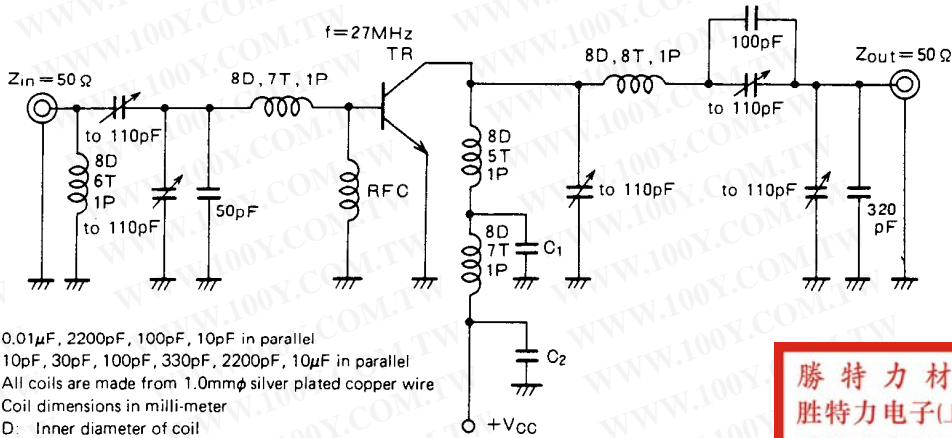 f=27MHz
TR
100pF
Zin=50Ω
8D, 7T, 1P
8D, 8T, 1P
Zout=50Ω
to 110pF
to 110pF
8D
6T
1P
to 110pF
50pF
RFC
8D
5T
1P
to 110pF
to 110pF
320
pF
8D
7T
1P
C1
C2
+VCC
0.01μF, 2200pF, 100pF, 10pF in parallel
10pF, 30pF, 100pF, 330pF, 2200pF, 10μF in parallel
All coils are made from 1.0mmϕ silver plated copper wire
Coil dimensions in milli-meter
D: Inner diameter of coil
勝特力材
胜特力电子(
WWW.100Y.COM.TW